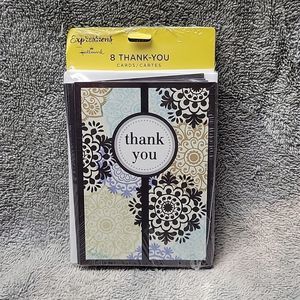 Expressions
Hallmark
8 THANK-YOU
CARDS/CARTES
thank
you